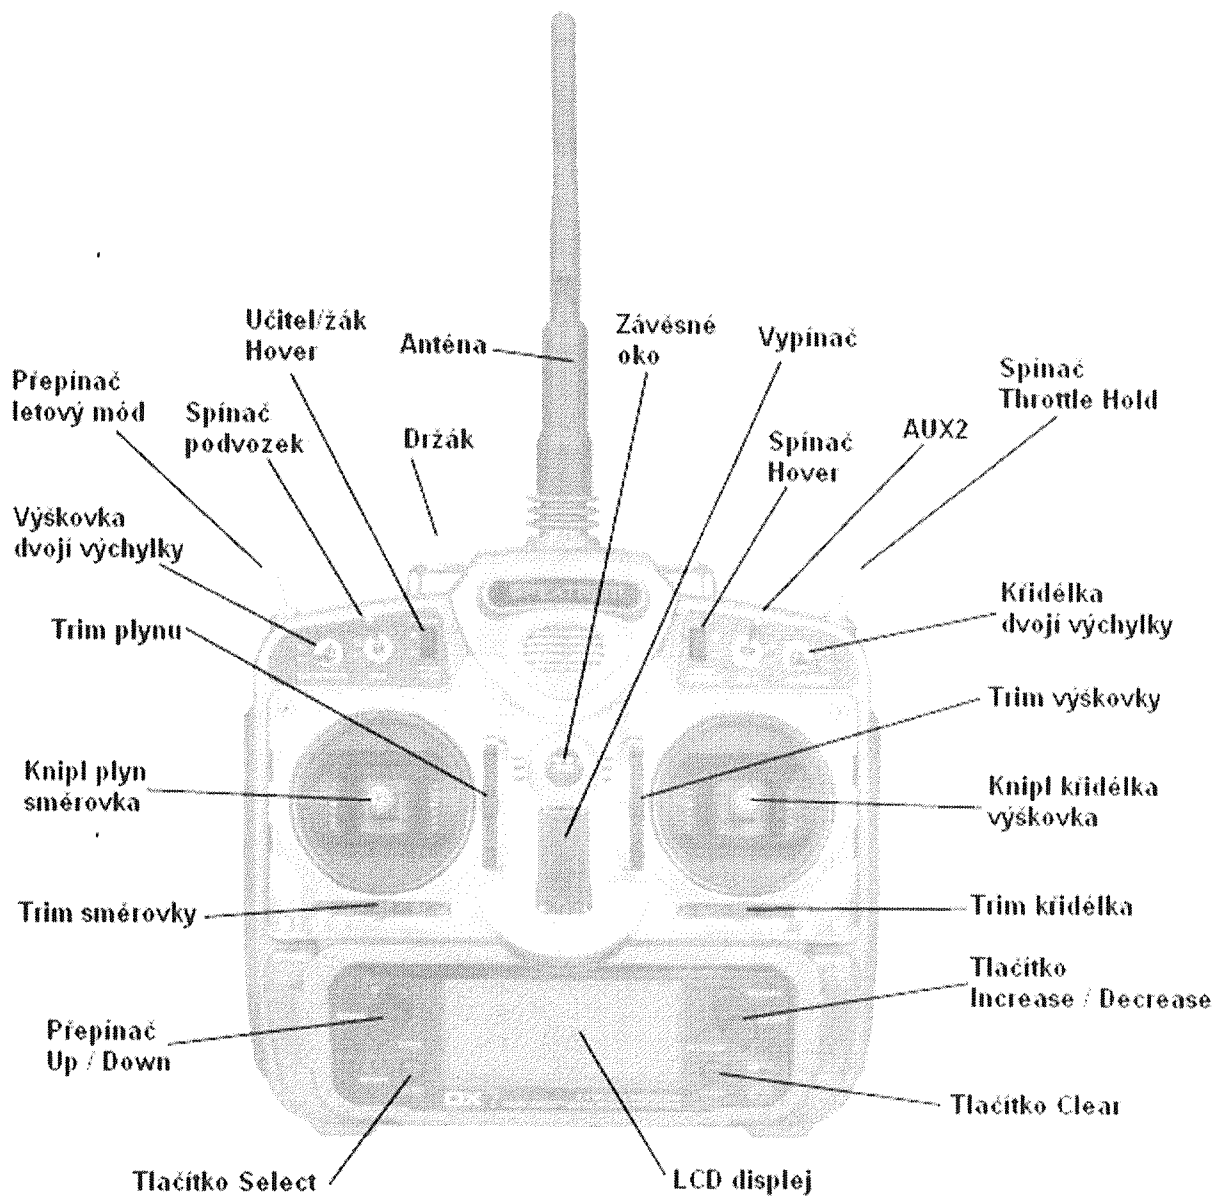 Učitel/žák
Hover
Anténa
Závěsné
oko
Vypínač
Přepínač
letový mód
Spínač
podvozek
Držák
Spínač
Hover
AUX2
Spínač
Throttle Hold
Výškovka
dvojí výchylky
Trim plynu
Křidélka
dvojí výchylky
Trim výškovky
Knipl plyn
směrovka
Knipl křidélka
výškovka
Trim směrovky
Trim křidélka
Tlačítko
Increase / Decrease
Přepínač
Up / Down
DX7
Tlačítko Clear
Tlačítko Select
LCD displej